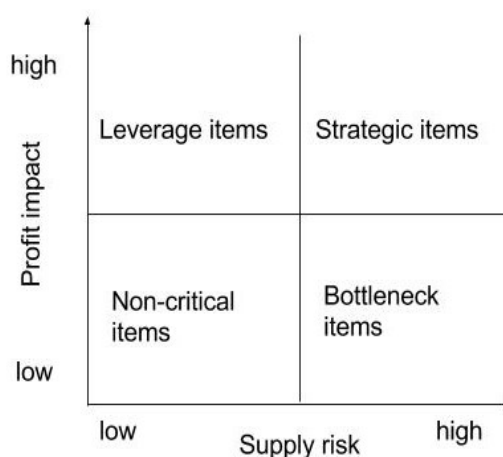 high
Leverage items
Strategic items
Profit impact
Non-critical
items
Bottleneck
items
low
low
Supply risk
high